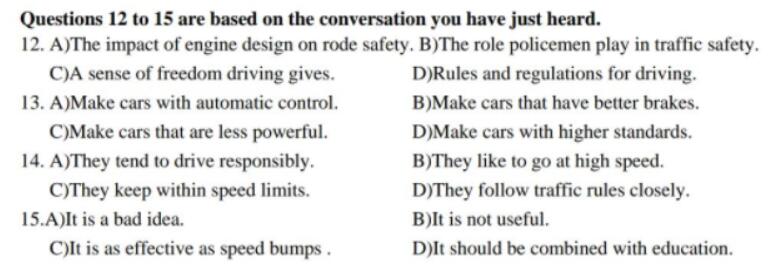 Questions 12 to 15 are based on the conversation you have just heard.
12. A)The impact of engine design on rode safety. B)The role policemen play in traffic safety.
C)A sense of freedom driving gives. D)Rules and regulations for driving.
13. A)Make cars with automatic control. B)Make cars that have better brakes.
C)Make cars that are less powerful. D)Make cars with higher standards.
14. A)They tend to drive responsibly. B)They like to go at high speed.
C)They keep within speed limits. D)They follow traffic rules closely.
15.A)It is a bad idea. B)It is not useful.
C)It is as effective as speed bumps . D)It should be combined with education.